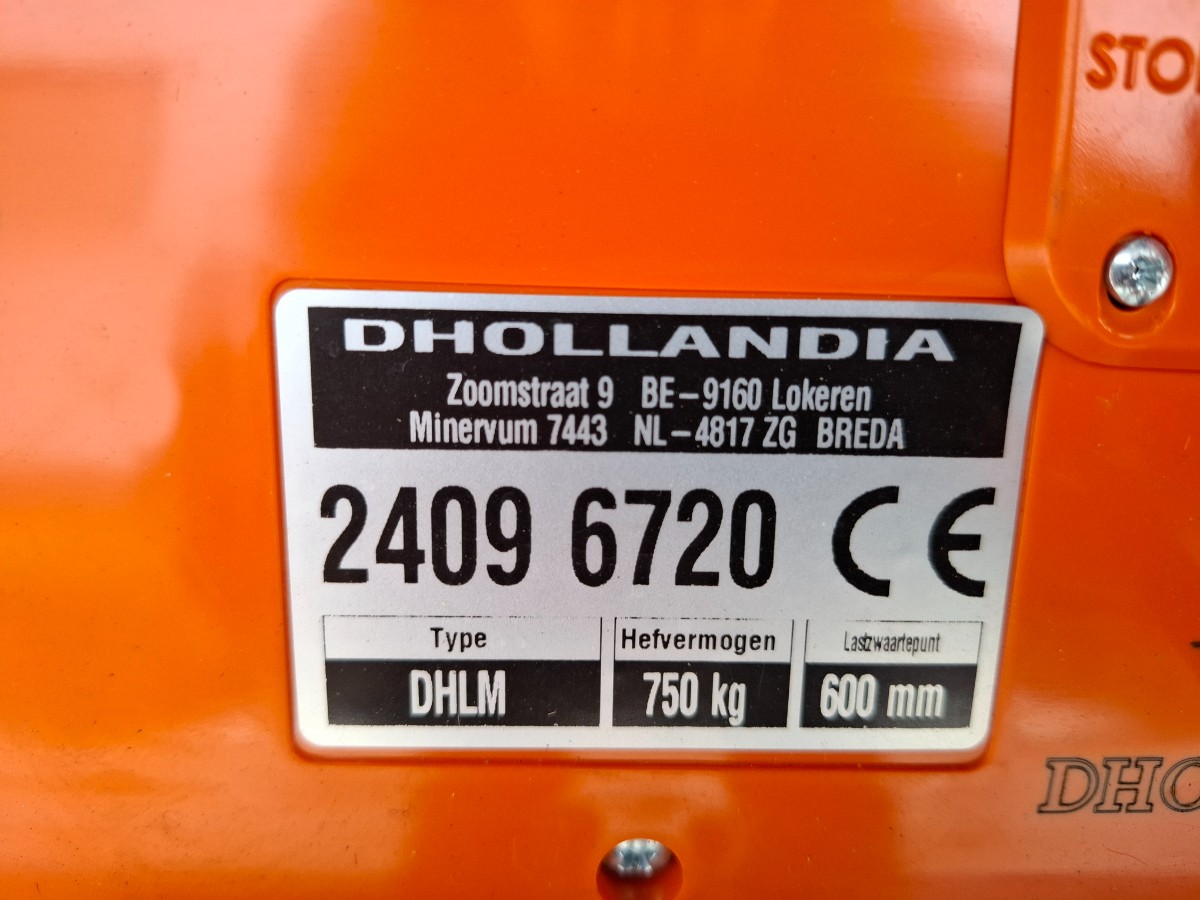 STO
DHOLLANDIA
Zoomstraat 9 BE-9160 Lokeren
Minervum 7443 NL-4817 ZG BREDA
2409 6720 CE
Type Hefvermogen Lastzwaartepunt
DHLM 750 kg 600 mm
DHO